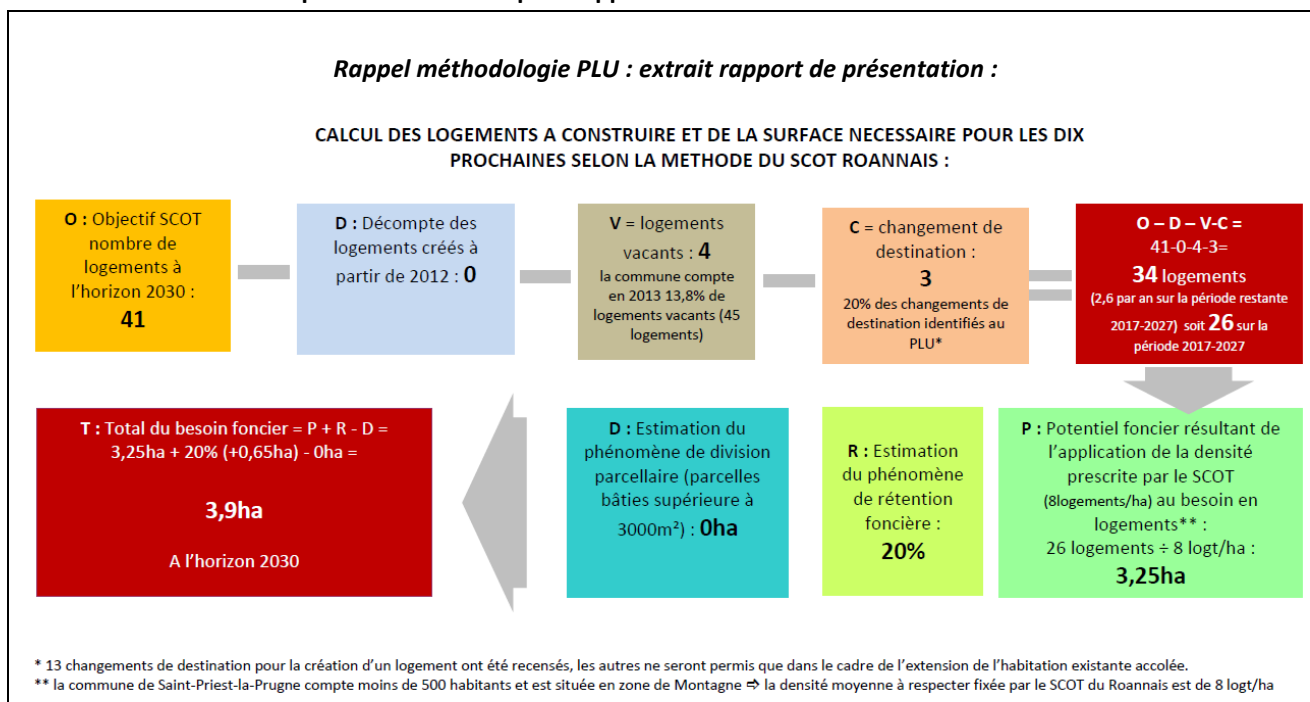 Rappel méthodologie PLU : extrait rapport de présentation :
CALCUL DES LOGEMENTS A CONSTRUIRE ET DE LA SURFACE NECESSAIRE POUR LES DIX
PROCHAINES SELON LA METHODE DU SCOT ROANNAIS :
O : Objectif SCOT
nombre de
logements à
l'horizon 2030 :
41
D : Décompte des
logements créés à
partir de 2012 : 0
V = logements
vacants : 4
la commune compte
en 2013 13,8% de
logements vacants (45
logements)
C = changement de
destination :
3
20% des changements de
destination identifiés au
PLU*
O – D – V-C =
41-0-4-3=
34 logements
(2,6 par an sur la période restante
2017-2027) soit 26 sur la
période 2017-2027
T : Total du besoin foncier = P + R - D =
3,25ha + 20% (+0,65ha) - 0ha =
3,9ha
A l'horizon 2030
D : Estimation du
phénomène de division
parcellaire (parcelles
bâties supérieure à
3000m²) : 0ha
R : Estimation
du phénomène
de rétention
foncière :
20%
P : Potentiel foncier résultant de
l'application de la densité
prescrite par le SCOT
(8logements/ha) au besoin en
logements** :
26 logements ÷ 8 logt/ha :
3,25ha
* 13 changements de destination pour la création d'un logement ont été recensés, les autres ne seront permis que dans le cadre de l'extension de l'habitation existante accolée.
** la commune de Saint-Priest-la-Prugne compte moins de 500 habitants et est située en zone de Montagne ⇨ la densité moyenne à respecter fixée par le SCOT du Roannais est de 8 logt/ha